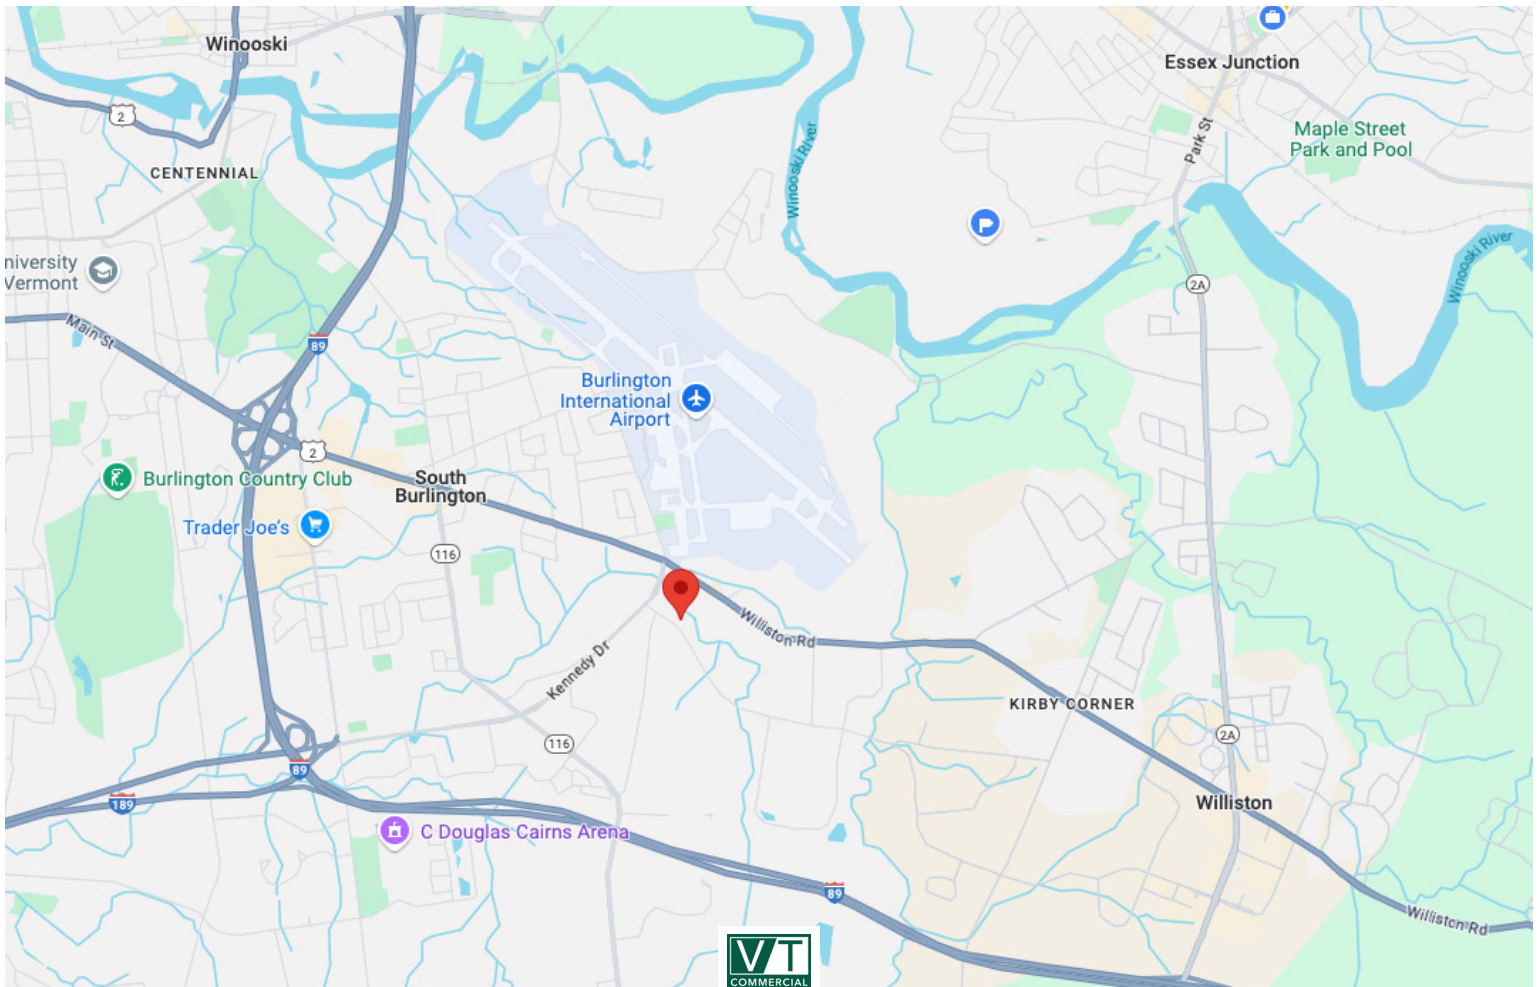 Winooski
Essex Junction
2
Park St
Maple Street
Park and Pool
CENTENNIAL
Winooski River
niversity
Vermont
2A
Winooski River
Main St
89
Burlington
International
Airport
2
Burlington Country Club
South
Burlington
Trader Joe's
116
Williston Rd
Kennedy Dr
KIRBY CORNER
116
2A
89
189
Williston
C Douglas Cairns Arena
89
Williston Rd
VT
COMMERCIAL